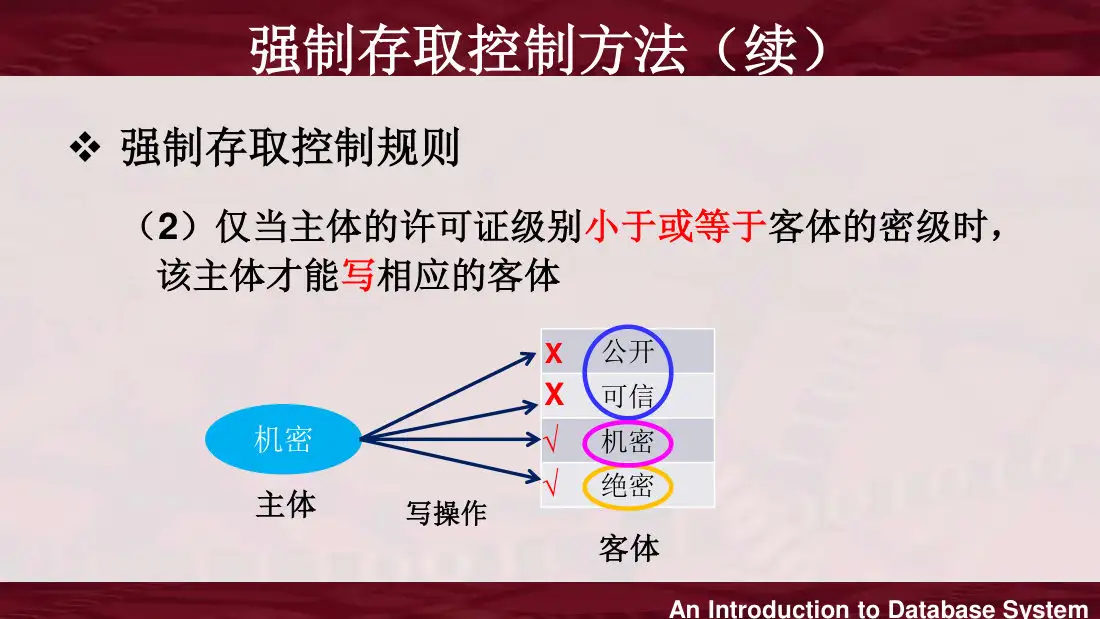 强制存取控制方法（续）
❖ 强制存取控制规则
（2）仅当主体的许可证级别小于或等于客体的密级时，
该主体才能写相应的客体
X 公开
X 可信
√ 机密
√ 绝密
机密
主体
写操作
客体
An Introduction to Database System